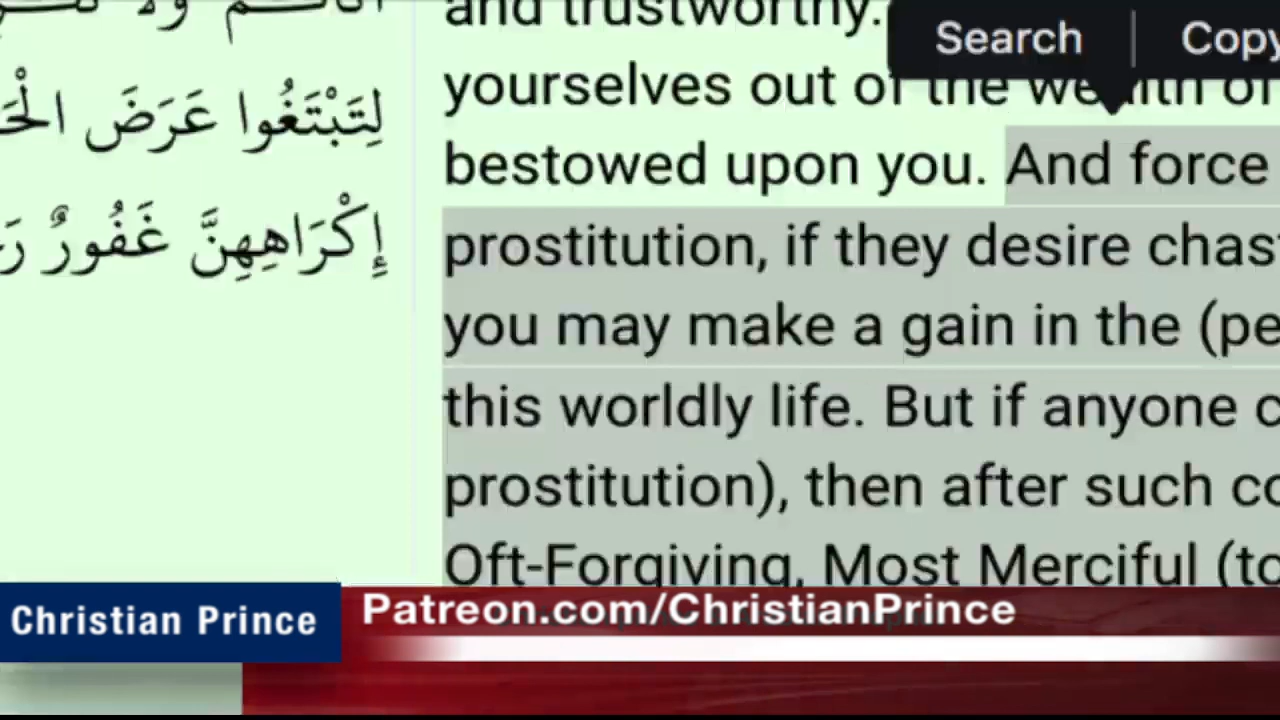 and trustworthy.
Search
Copy
yourselves out of the wealth of
لِتَبْتَغُوا عَرَضَ
bestowed upon you. And force
إِكْرَاهِهِنَّ غَفُورٌ
prostitution, if they desire
you may make a gain in the
this worldly life. But if anyone
prostitution), then after such
Oft-Forgiving, Most Merciful
Christian Prince
Patreon.com/ChristianPrince